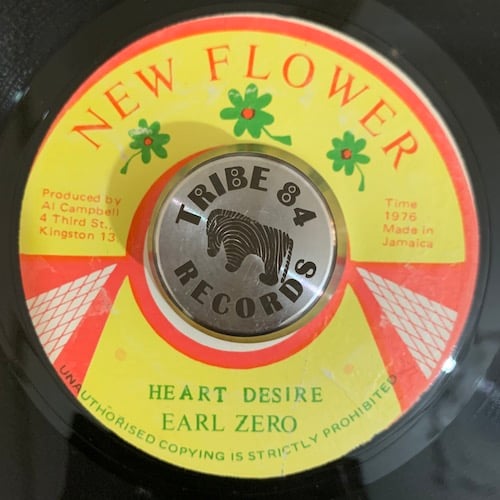 NEW FLOWER
Produced by
Al Campbell
4 Third St.,
Kingston 13
Time
1976
Made in
Jamaica
TRIBE 84
RECORDS
HEART DESIRE
EARL ZERO
UNAUTHORISED COPYING IS STRICTLY PROHIBITED